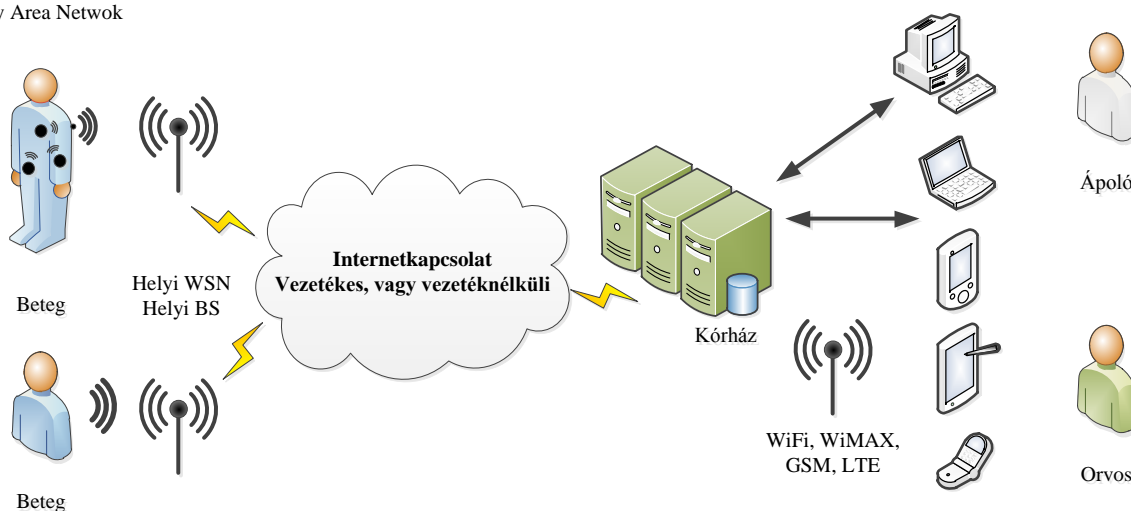 y Area Netwok
Beteg
Helyi WSN
Helyi BS
Internetkapcsolat
Vezetékes, vagy vezetéknélküli
Kórház
Ápoló
WiFi, WiMAX,
GSM, LTE
Orvos
Beteg